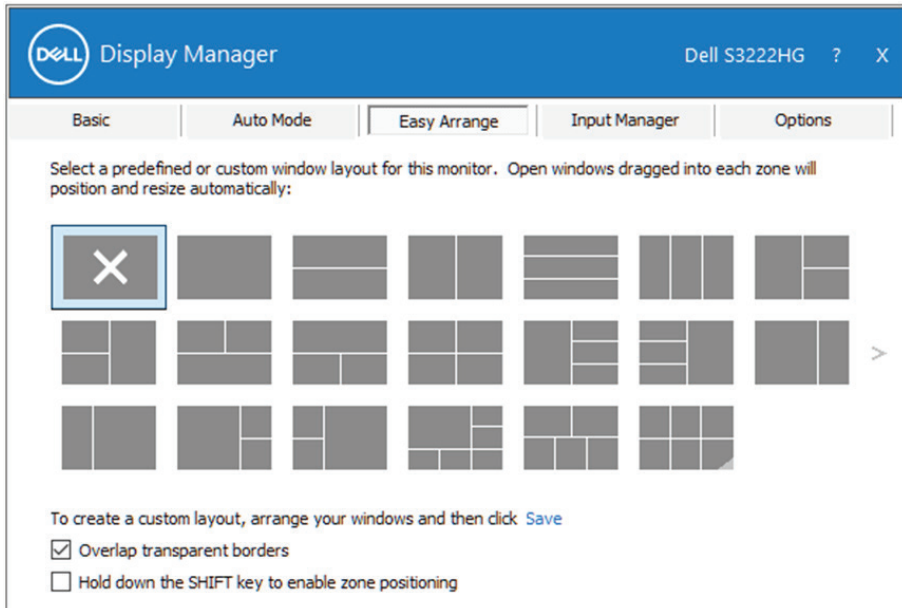 DELL Display Manager Dell S3222HG ? X
Basic Auto Mode Easy Arrange Input Manager Options
Select a predefined or custom window layout for this monitor. Open windows dragged into each zone will
position and resize automatically:
>
To create a custom layout, arrange your windows and then click Save
Overlap transparent borders
Hold down the SHIFT key to enable zone positioning